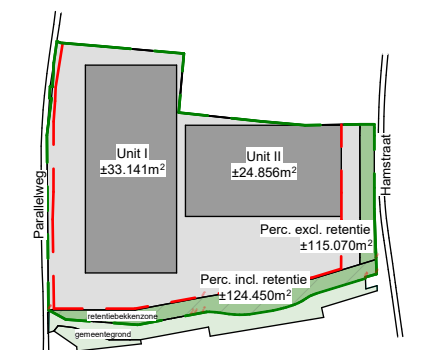 Unit I
±33.141m²
Unit II
±24.856m²
Parallelweg
Hamstraat
Perc. excl. retentie
±115.070m²
Perc. incl. retentie
±124.450m²
retentiebekkenzone
gemeentegrond